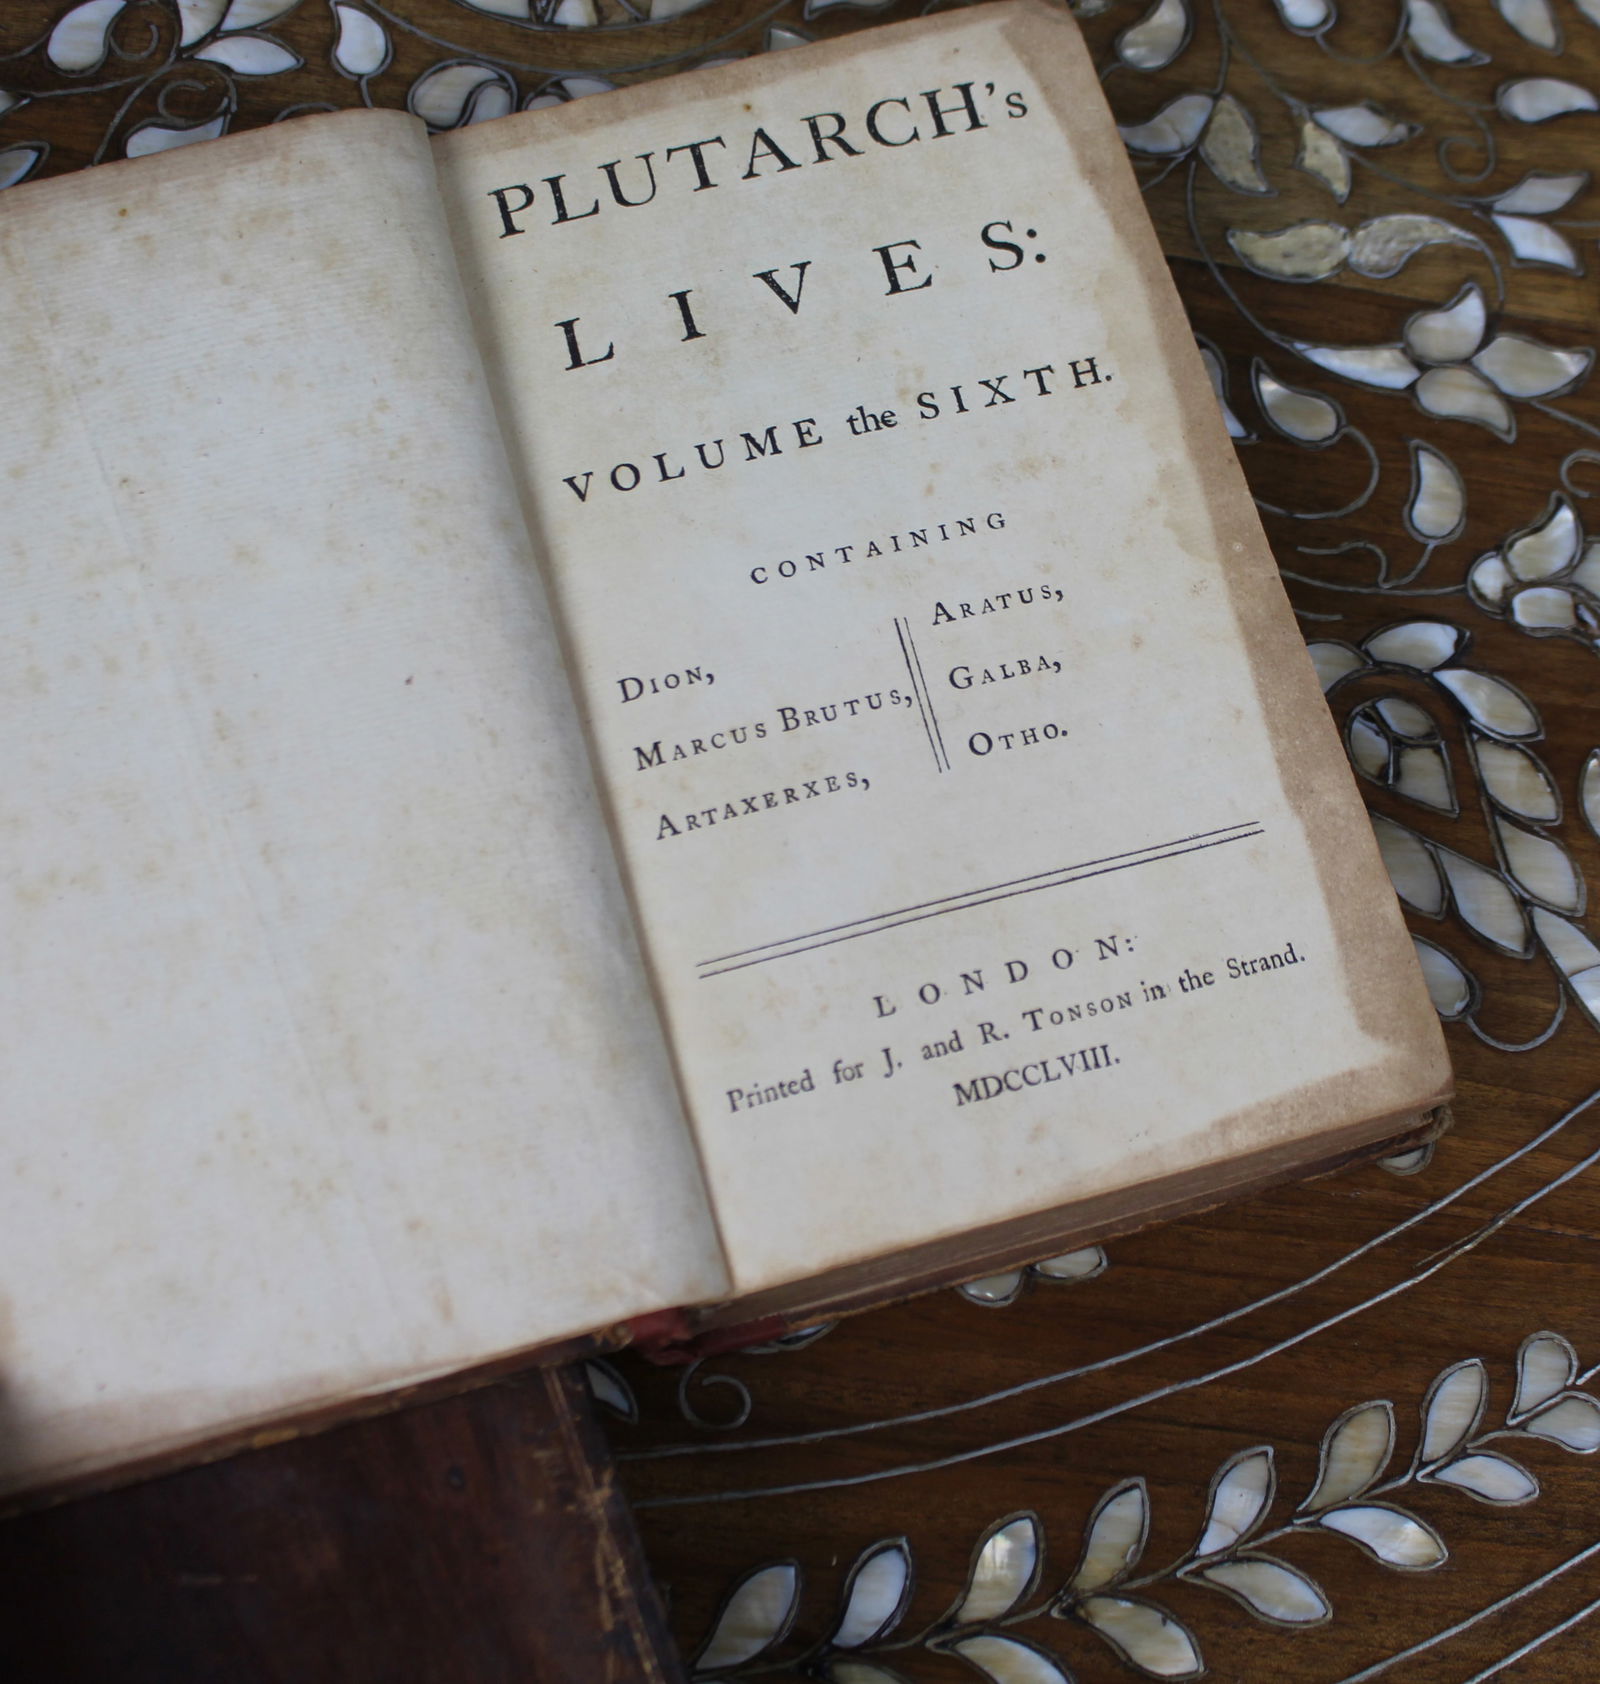 PLUTARCH's
LIVES:
VOLUME the SIXTH.
CONTAINING
DION,
MARCUS BRUTUS,
ARTAXERXES,
ARATUS,
GALBA,
OTHO.
LONDON:
Printed for J. and R. TONSON in the Strand.
MDCCLVIII.